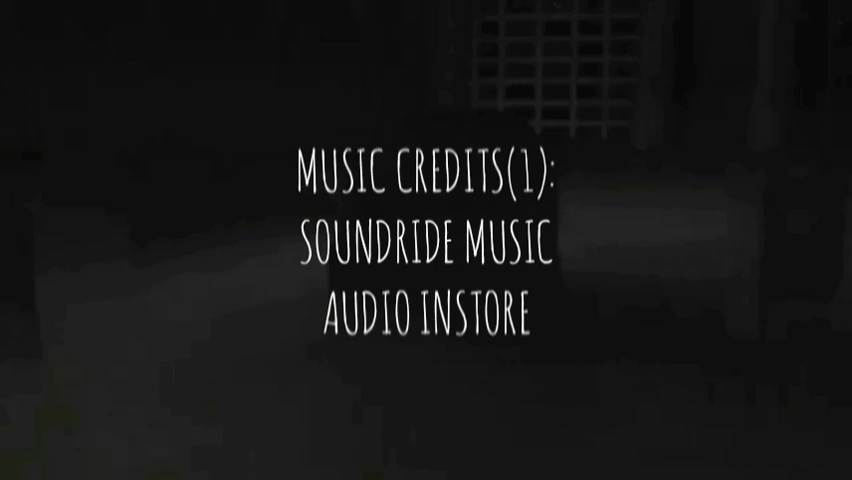 MUSIC CREDITS(1):
SOUNDRIDE MUSIC
AUDIO INSTORE